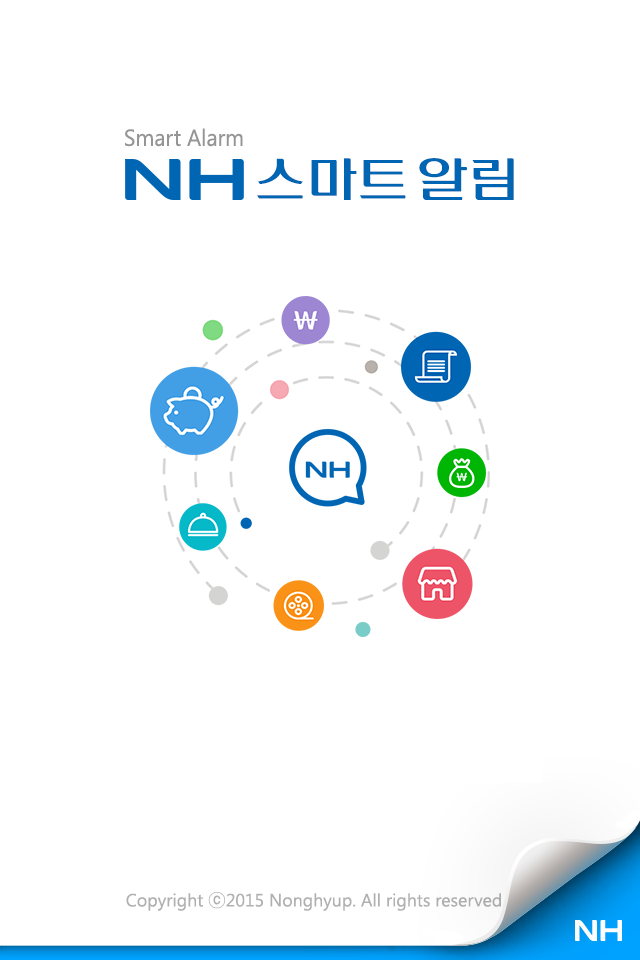 Smart Alarm
NH 스마트 알림
₩
NH
₩
Copyright ⓒ2015 Nonghyup. All rights reserved
NH